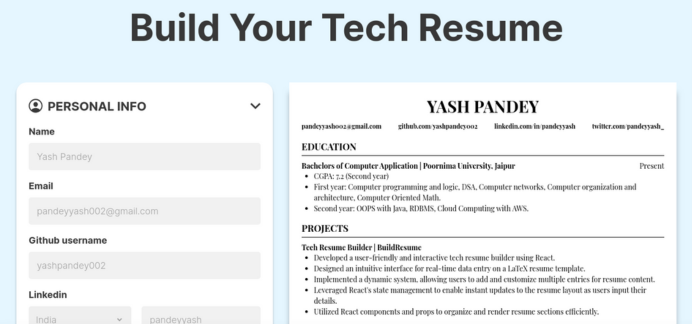 Build Your Tech Resume
PERSONAL INFO
Name
Yash Pandey
Email
pandeyyash002@gmail.com
Github username
yashpandey002
Linkedin
India
pandeyyash
YASH PANDEY
pandeyyash002@gmail.com github.com/yashpandey002 linkedin.com/in/pandeyyash twitter.com/pandeyyash_
EDUCATION
Bachelors of Computer Application | Poornima University, Jaipur Present
• CGPA: 7.2 (Second year)
• First year: Computer programming and logic, DSA, Computer networks, Computer organization and
architecture, Computer Oriented Math.
• Second year: OOPS with Java, RDBMS, Cloud Computing with AWS.
PROJECTS
Tech Resume Builder | BuildResume
• Developed a user-friendly and interactive tech resume builder using React.
• Designed an intuitive interface for real-time data entry on a LaTeX resume template.
• Implemented a dynamic system, allowing users to add and customize multiple entries for resume content.
• Leveraged React's state management to enable instant updates to the resume layout as users input their
details.
• Utilized React components and props to organize and render resume sections efficiently.